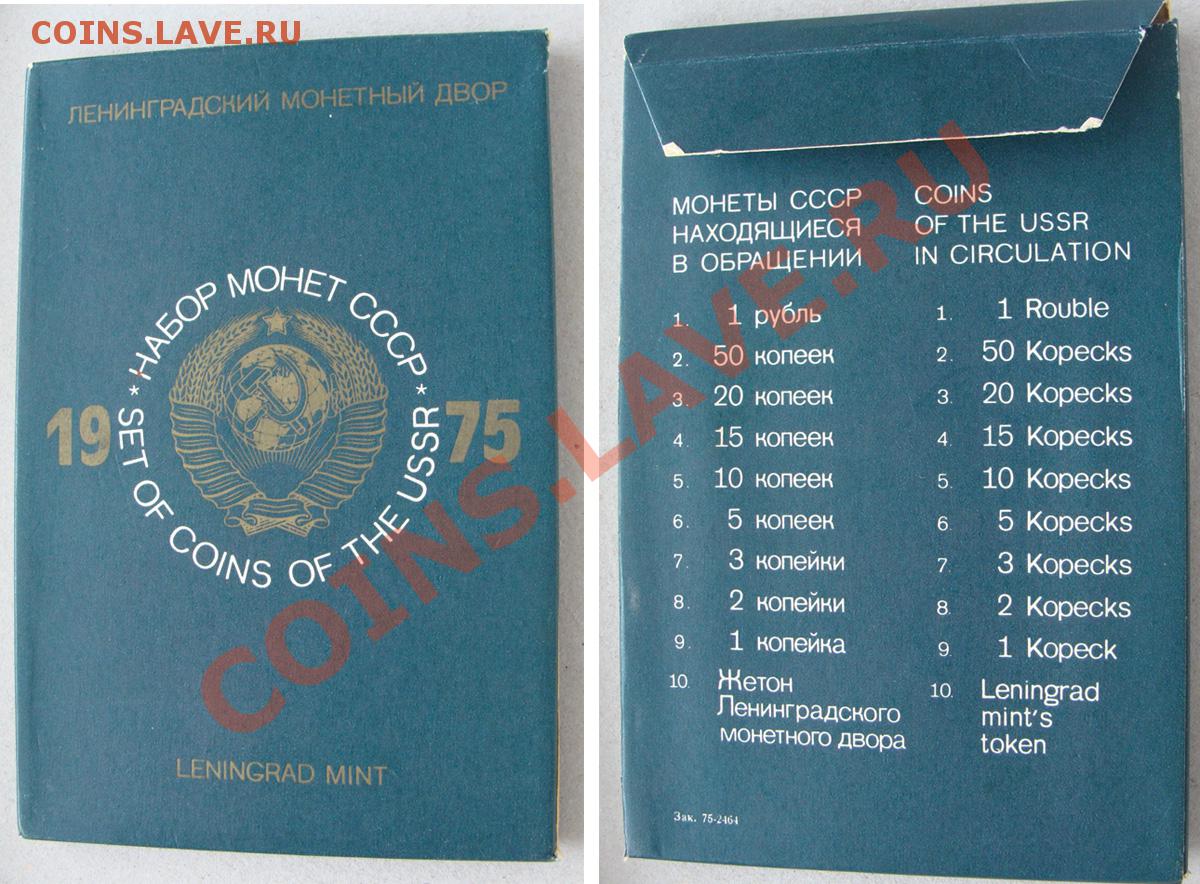 COINS.LAVE.RU
ЛЕНИНГРАДСКИЙ МОНЕТНЫЙ ДВОР
* НАБОР МОНЕТ СССР *
19 75
SET OF COINS OF THE USSR
LENINGRAD MINT
COINS.LAVE.RU
МОНЕТЫ СССР
НАХОДЯЩИЕСЯ
В ОБРАЩЕНИИ
1. 1 рубль
2. 50 копеек
3. 20 копеек
4. 15 копеек
5. 10 копеек
6. 5 копеек
7. 3 копейки
8. 2 копейки
9. 1 копейка
10. Жетон
Ленинградского
монетного двора
COINS
OF THE USSR
IN CIRCULATION
1. 1 Rouble
2. 50 Kopecks
3. 20 Kopecks
4. 15 Kopecks
5. 10 Kopecks
6. 5 Kopecks
7. 3 Kopecks
8. 2 Kopecks
9. 1 Kopeck
10. Leningrad
mint's
token
Зак. 75-2464